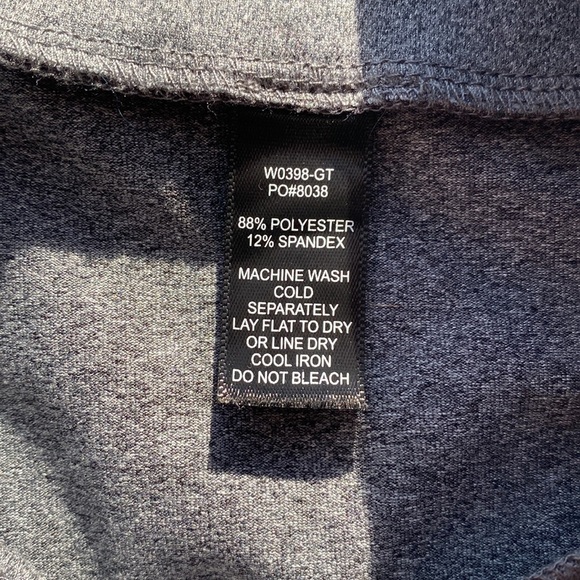 W0398-GT
PO#8038
88% POLYESTER
12% SPANDEX
MACHINE WASH
COLD
SEPARATELY
LAY FLAT TO DRY
OR LINE DRY
COOL IRON
DO NOT BLEACH